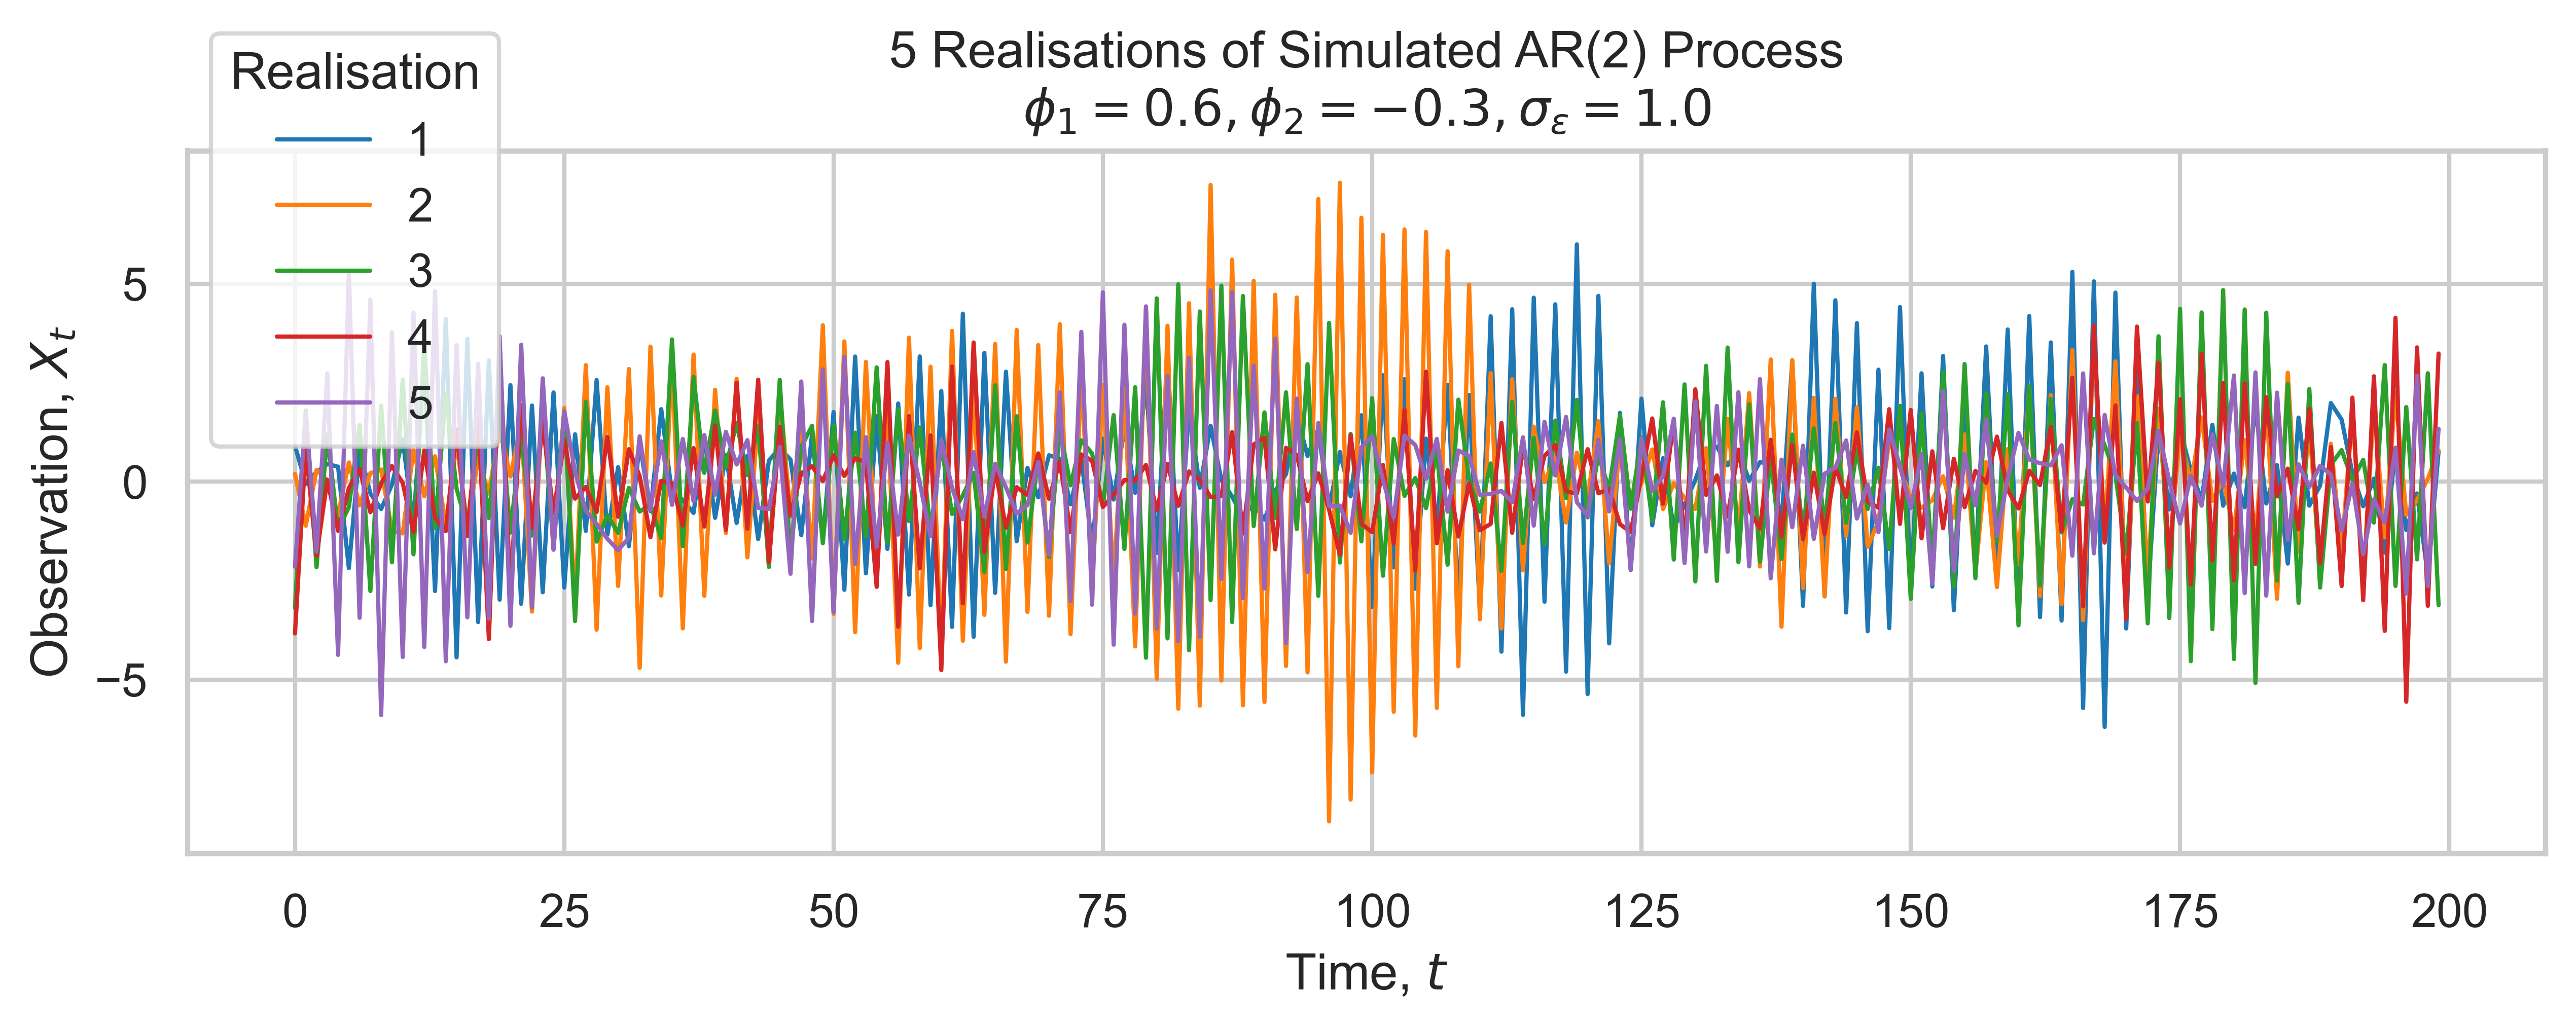 5 Realisations of Simulated AR(2) Process
ϕ₁ = 0.6, ϕ₂ = −0.3, σ_ε = 1.0
Realisation
1
2
3
4
5
Observation, Xₜ
5
0
−5
0 25 50 75 100 125 150 175 200
Time, t